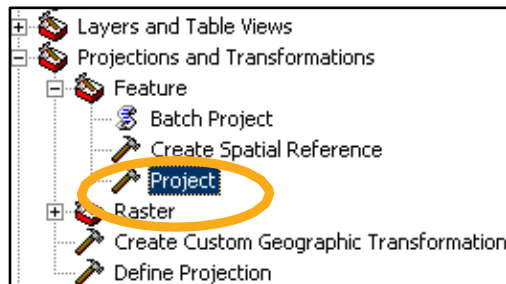 Layers and Table Views
Projections and Transformations
Feature
Batch Project
Create Spatial Reference
Project
Raster
Create Custom Geographic Transformation
Define Projection